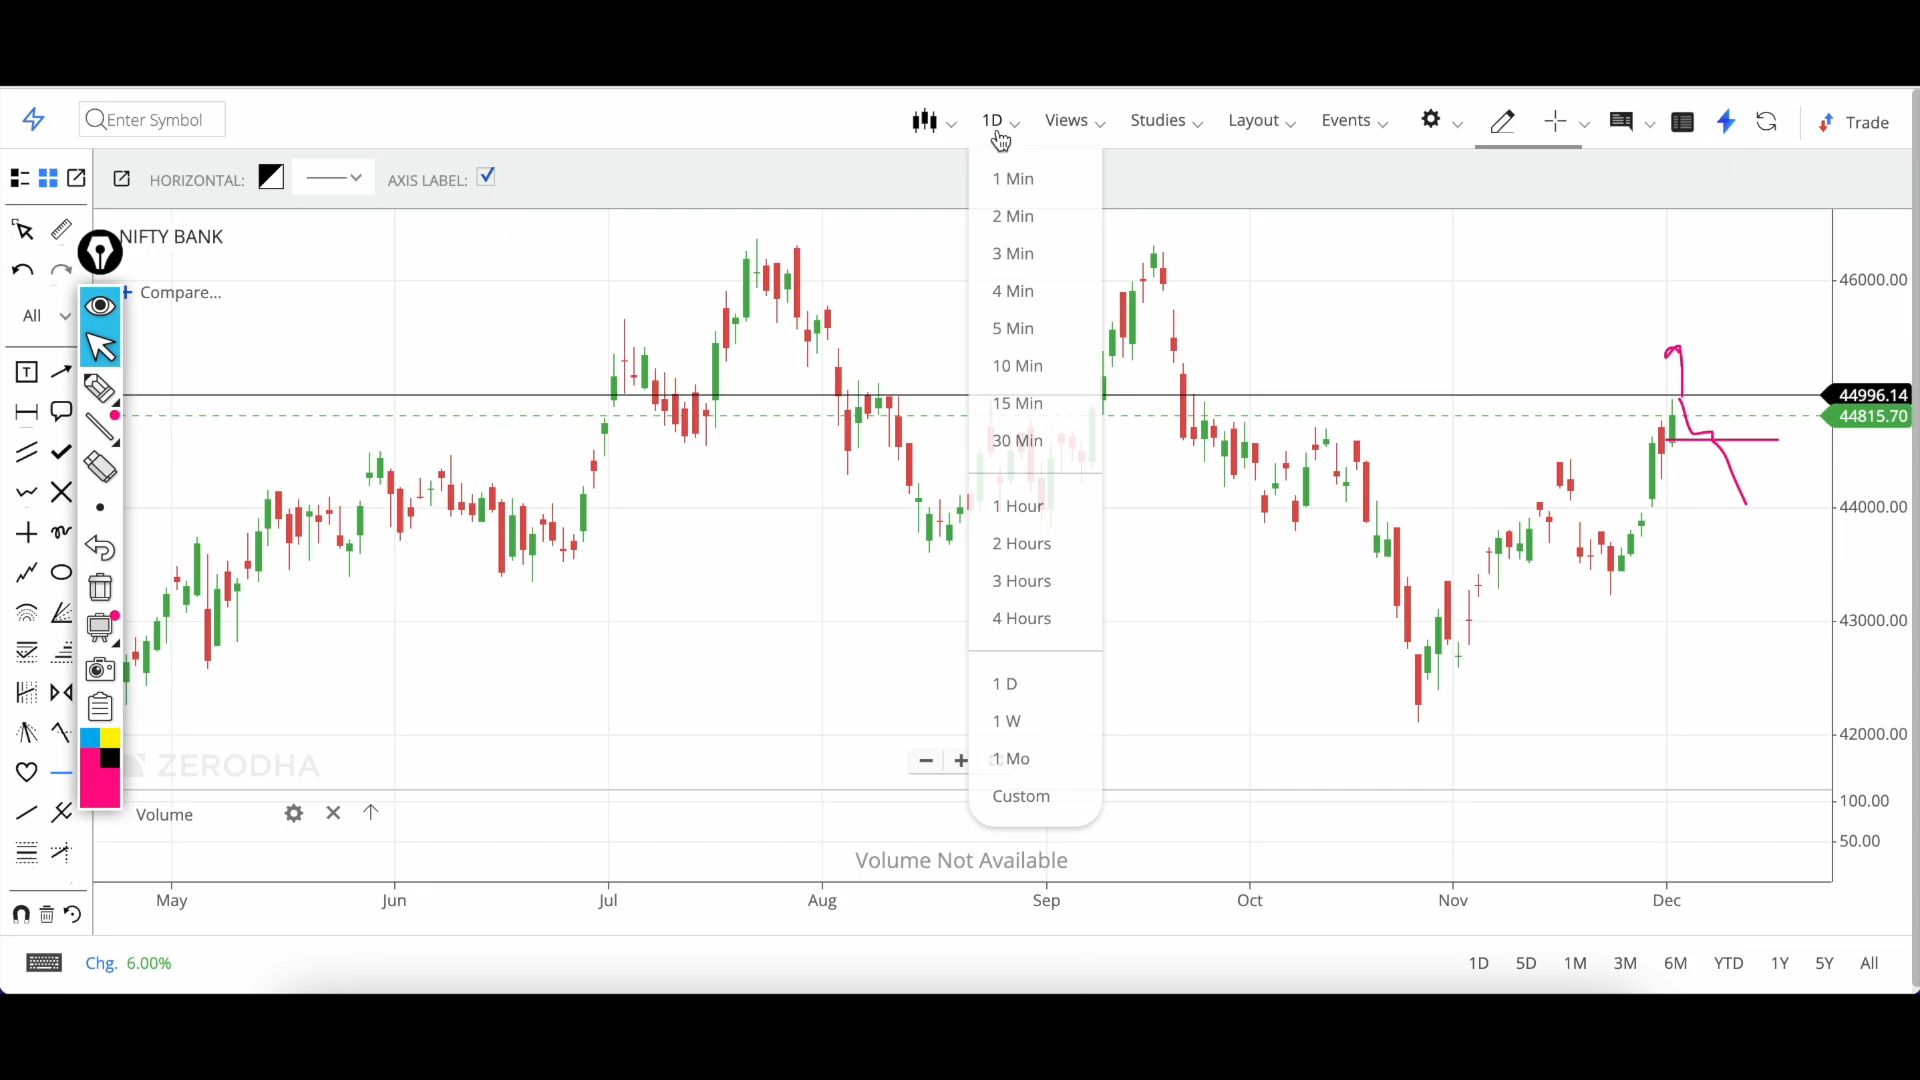 Enter Symbol
1D Views Studies Layout Events Trade
HORIZONTAL: AXIS LABEL:
NIFTY BANK
Compare...
All
T
1 Min
2 Min
3 Min
4 Min
5 Min
10 Min
15 Min
30 Min
1 Hour
2 Hours
3 Hours
4 Hours
1 D
1 W
1 Mo
Custom
46000.00
44996.14
44815.70
44000.00
43000.00
42000.00
100.00
50.00
ZERODHA
Volume
Volume Not Available
May Jun Jul Aug Sep Oct Nov Dec
Chg. 6.00%
1D 5D 1M 3M 6M YTD 1Y 5Y All